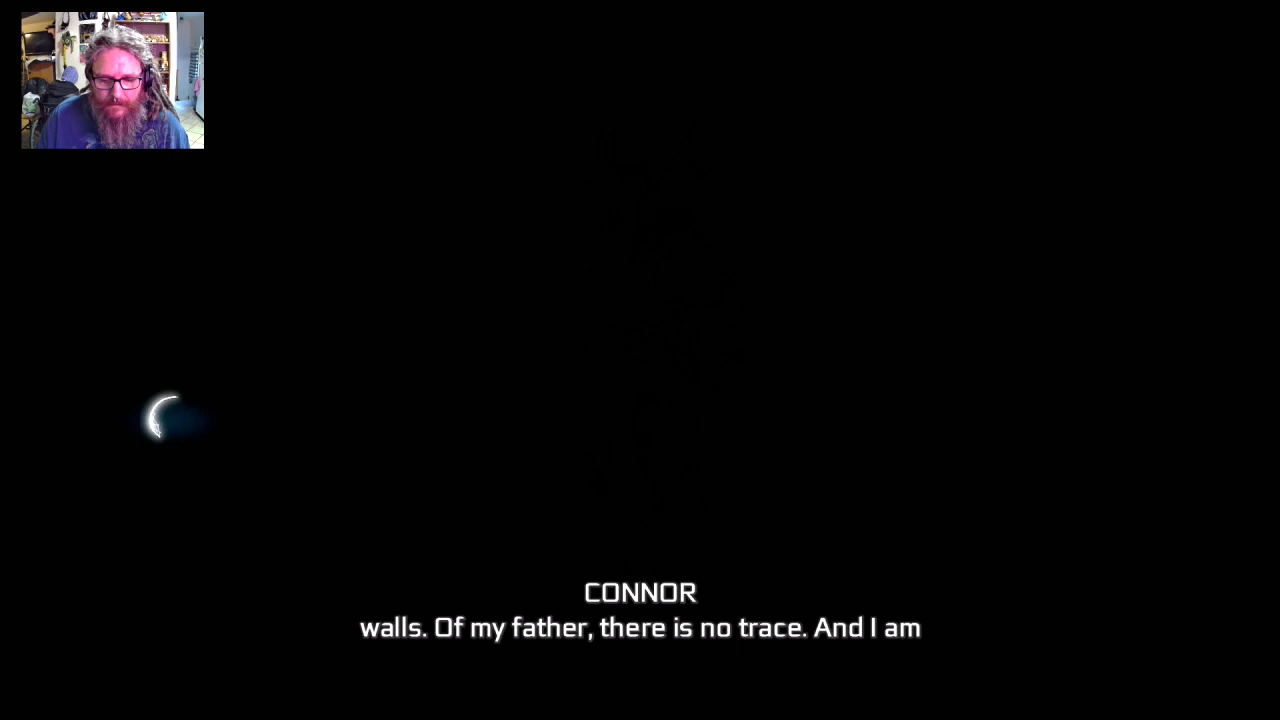 CONNOR
walls. Of my father, there is no trace. And I am